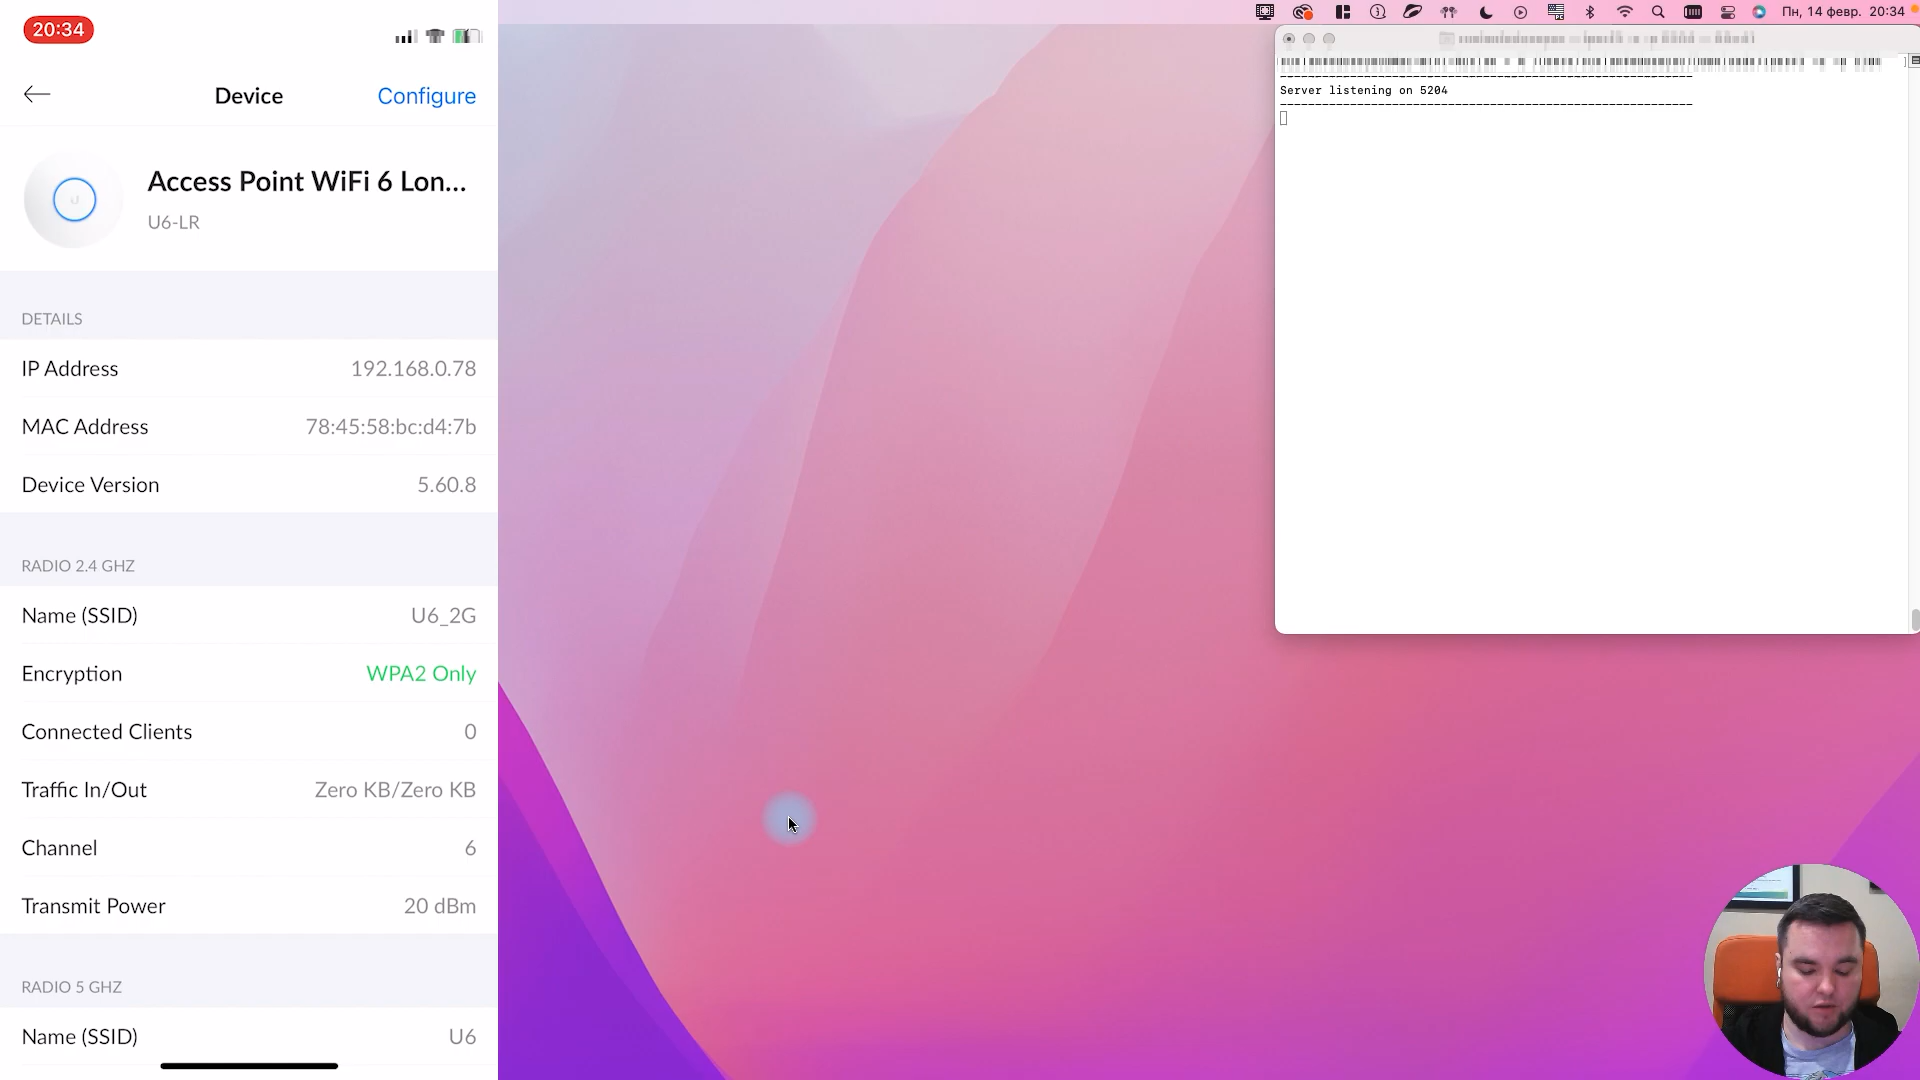 20:34
Device
Configure
Access Point WiFi 6 Lon...
U6-LR
DETAILS
IP Address
192.168.0.78
MAC Address
78:45:58:bc:d4:7b
Device Version
5.60.8
RADIO 2.4 GHZ
Name (SSID)
U6_2G
Encryption
WPA2 Only
Connected Clients
0
Traffic In/Out
Zero KB/Zero KB
Channel
6
Transmit Power
20 dBm
RADIO 5 GHZ
Name (SSID)
U6
Пн, 14 февр. 20:34
Server listening on 5204